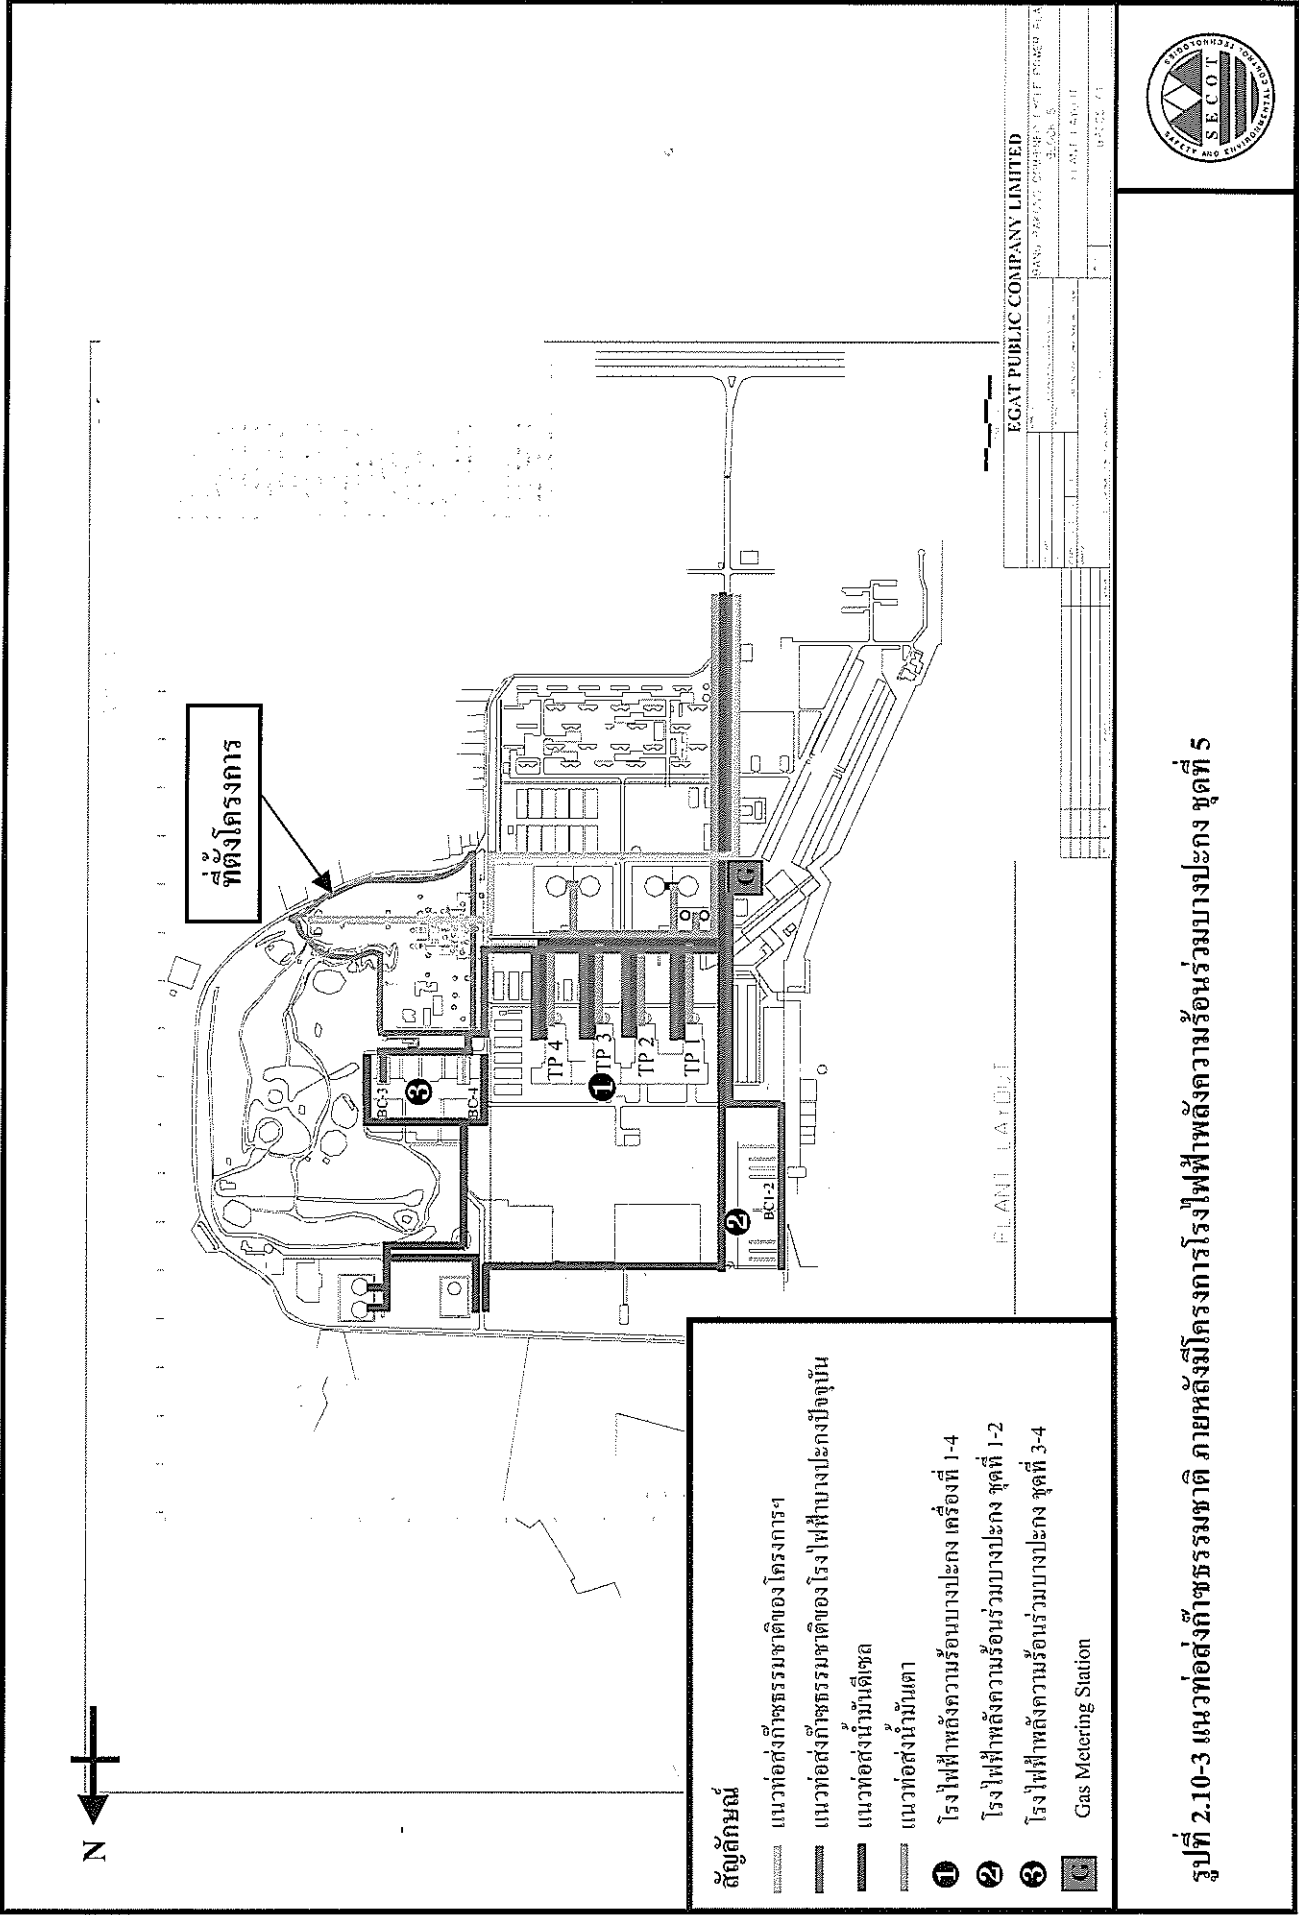 N
ที่ตั้งโครงการ
BC-3
BC-4
TP 4
TP 3
TP 2
TP 1
BC1-2
❶
❷
❸
G
PLANT LAYOUT
สัญลักษณ์
แนวท่อส่งก๊าซธรรมชาติของโครงการฯ
แนวท่อส่งก๊าซธรรมชาติของโรงไฟฟ้าบางปะกงปัจจุบัน
แนวท่อส่งน้ำมันดีเซล
แนวท่อส่งน้ำมันเตา
❶ โรงไฟฟ้าพลังความร้อนบางปะกง เครื่องที่ 1-4
❷ โรงไฟฟ้าพลังความร้อนร่วมบางปะกง ชุดที่ 1-2
❸ โรงไฟฟ้าพลังความร้อนร่วมบางปะกง ชุดที่ 3-4
G Gas Metering Station
EGAT PUBLIC COMPANY LIMITED
BLOCK 5
PLANT LAYOUT
รูปที่ 2.10-3 แนวท่อส่งก๊าซธรรมชาติ ภายหลังมีโครงการโรงไฟฟ้าพลังความร้อนร่วมบางปะกง ชุดที่ 5
SECOT
SAFETY AND ENVIRONMENTAL CONTROL TECHNOLOGIES